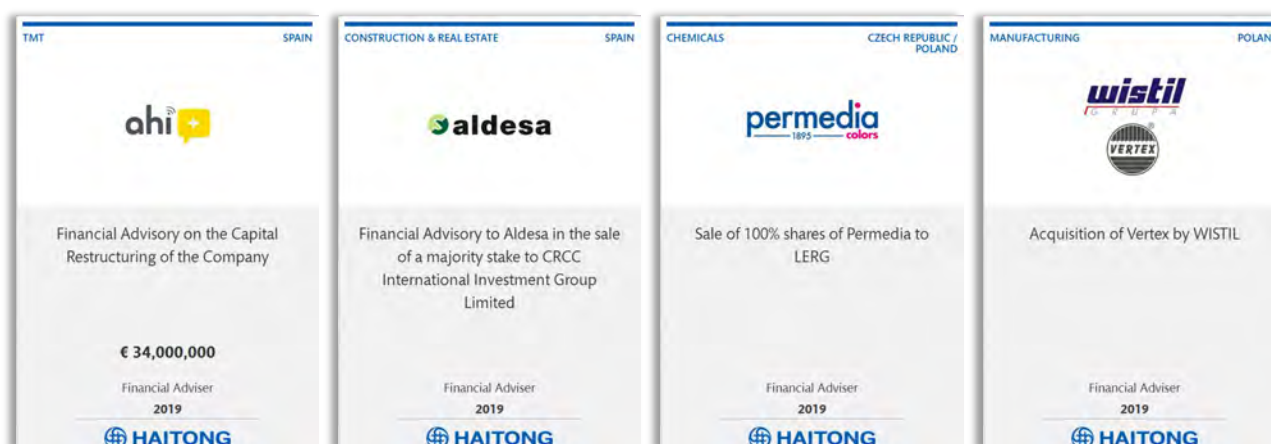 TMT SPAIN
ahi +
Financial Advisory on the Capital
Restructuring of the Company
€ 34,000,000
Financial Adviser
2019
HAITONG
CONSTRUCTION & REAL ESTATE SPAIN
aldesa
Financial Advisory to Aldesa in the sale
of a majority stake to CRCC
International Investment Group
Limited
Financial Adviser
2019
HAITONG
CHEMICALS CZECH REPUBLIC /
POLAND
permedia
1895 colors
Sale of 100% shares of Permedia to
LERG
Financial Adviser
2019
HAITONG
MANUFACTURING POLAN
wistil
GRUPA
VERTEX ®
Acquisition of Vertex by WISTIL
Financial Adviser
2019
HAITONG